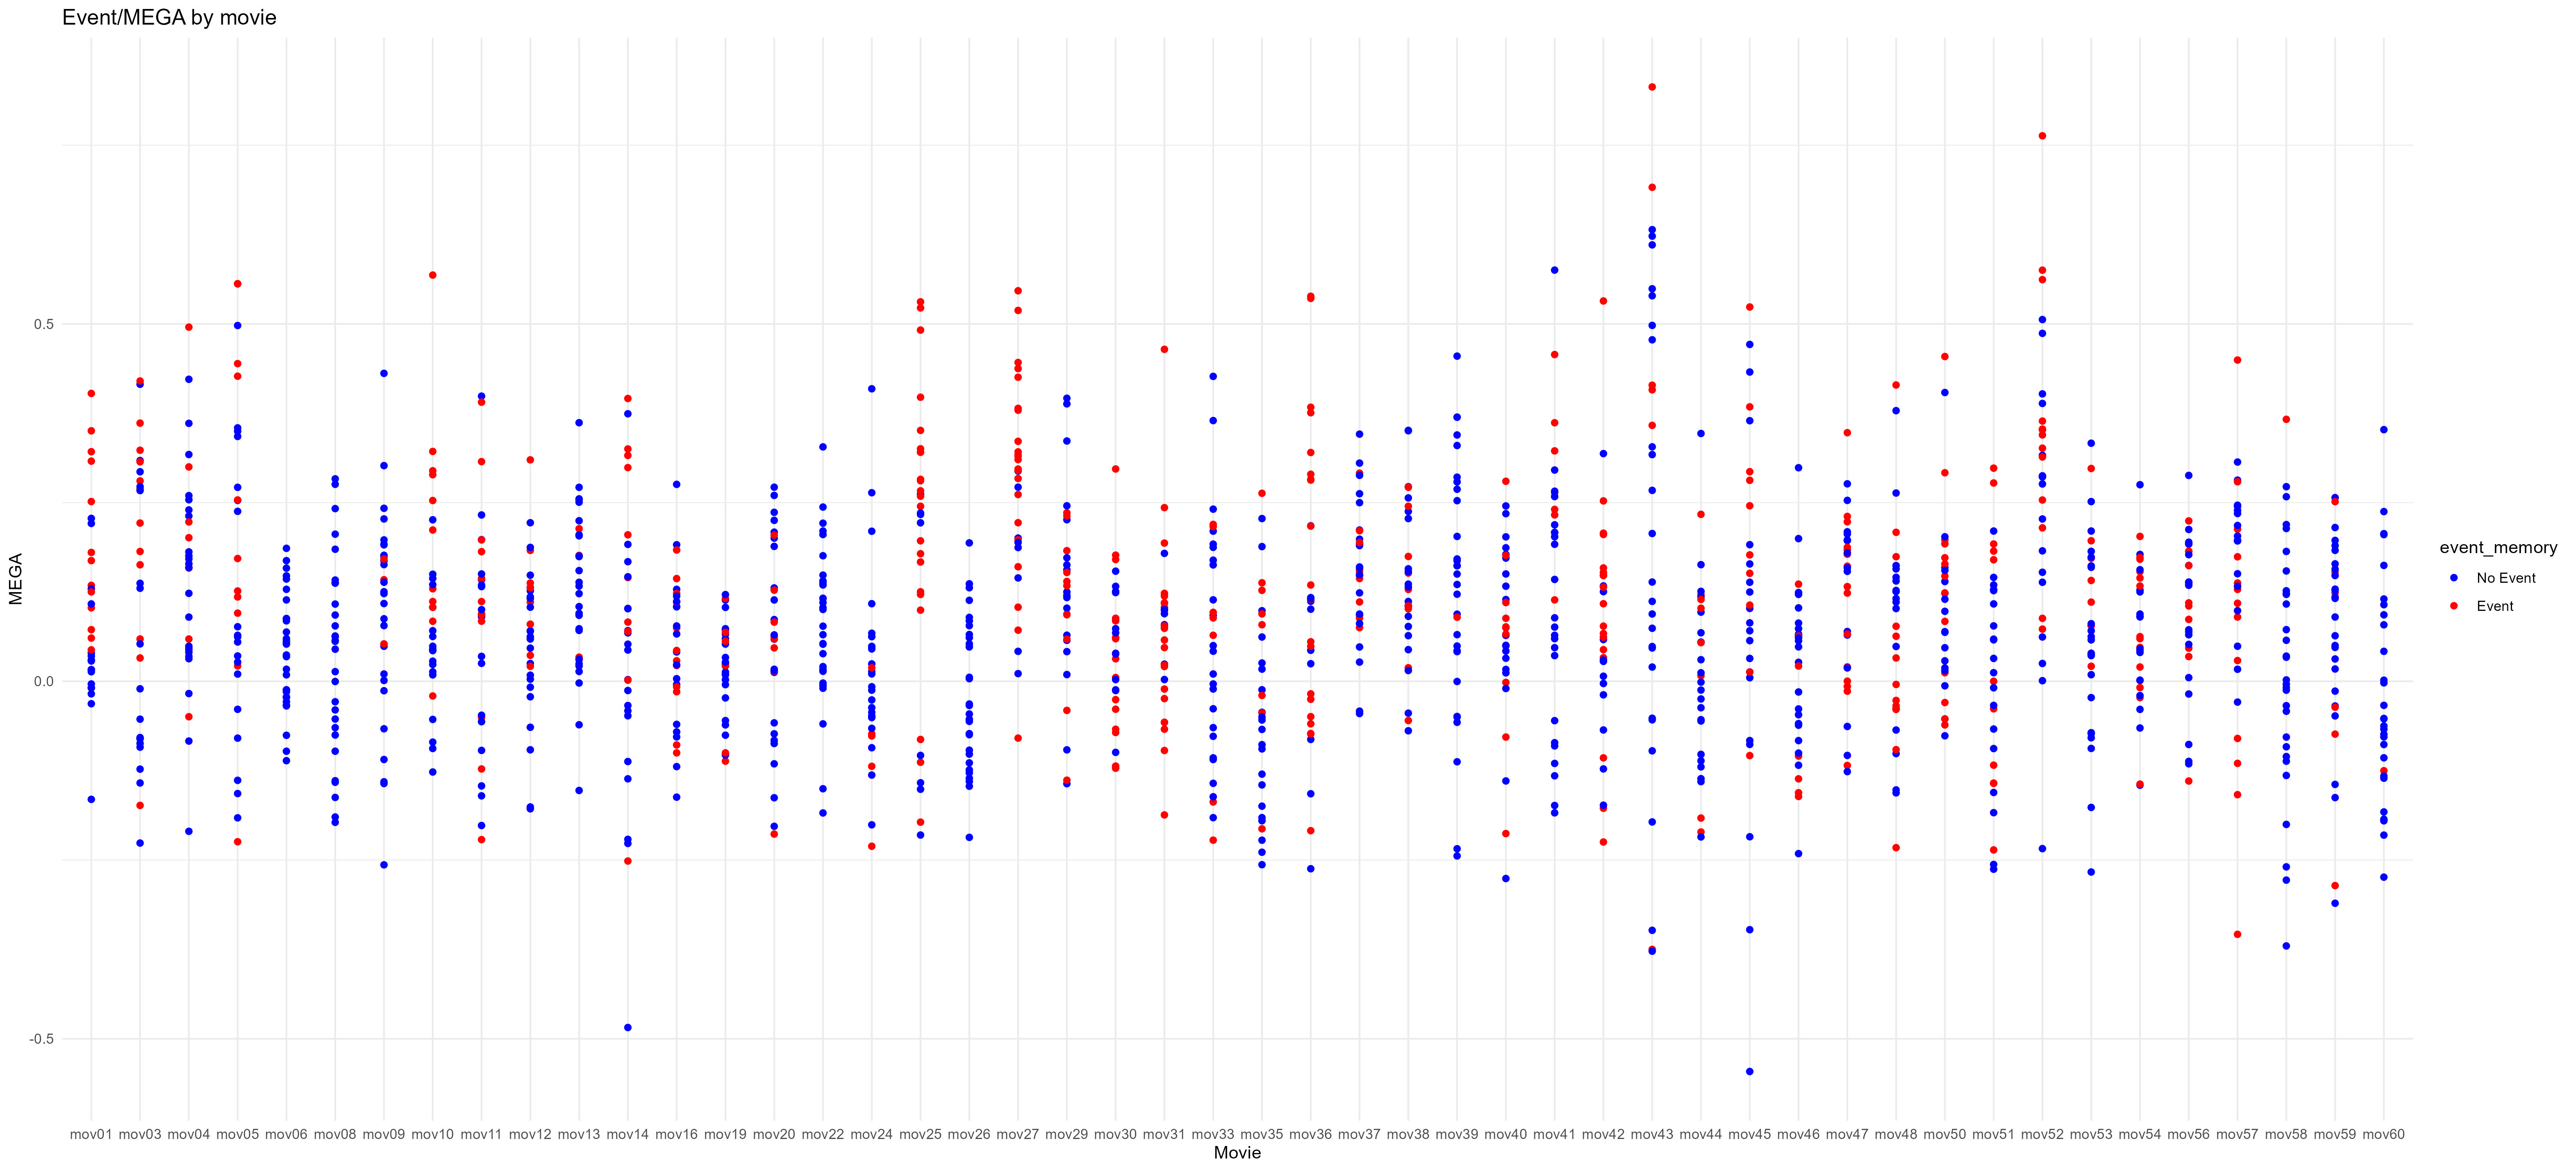 Event/MEGA by movie
MEGA
0.5
0.0
-0.5
mov01 mov03 mov04 mov05 mov06 mov08 mov09 mov10 mov11 mov12 mov13 mov14 mov16 mov19 mov20 mov22 mov24 mov25 mov26 mov27 mov29 mov30 mov31 mov33 mov35 mov36 mov37 mov38 mov39 mov40 mov41 mov42 mov43 mov44 mov45 mov46 mov47 mov48 mov50 mov51 mov52 mov53 mov54 mov56 mov57 mov58 mov59 mov60
Movie
event_memory
No Event
Event